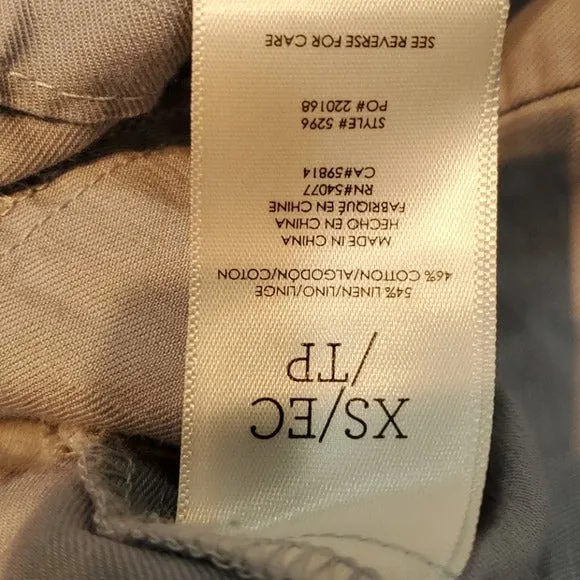 XS/EC
/TP
54% LINEN/LINO/LINGE
46% COTTON/ALGODÓN/COTON
MADE IN CHINA
HECHO EN CHINA
FABRIQUÉ EN CHINE
RN#54077
CA#59814
STYLE# 5296
PO# 220168
SEE REVERSE FOR CARE